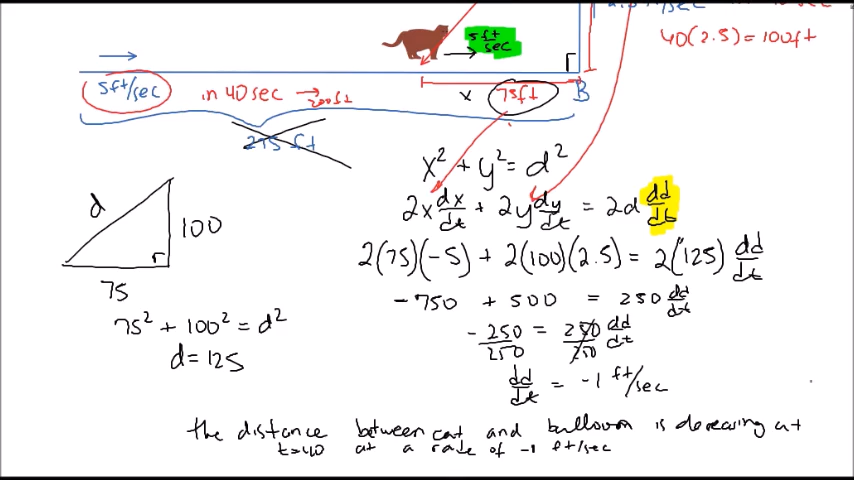 40(2.5) = 100ft
5ft/sec
5ft/sec in 40 sec → 200ft
x 75ft B
275 ft
x² + y² = d²
2x dx/dt + 2y dy/dt = 2d dd/dt
d
100
75
2(75)(-5) + 2(100)(2.5) = 2(125) dd/dt
-750 + 500 = 250 dd/dt
75² + 100² = d²
-250/250 = 250/250 dd/dt
d = 125
dd/dt = -1 ft/sec
the distance between cat and balloon is decreasing at
t=40 at a rate of -1 ft/sec